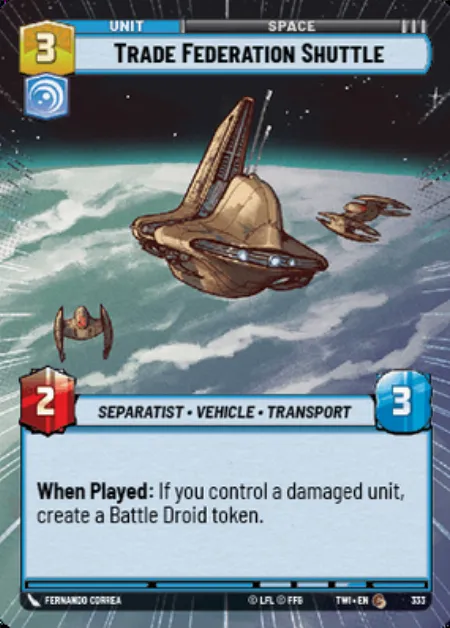 UNIT SPACE
3 TRADE FEDERATION SHUTTLE
2 SEPARATIST • VEHICLE • TRANSPORT 3
When Played: If you control a damaged unit,
create a Battle Droid token.
FERNANDO CORREA © LFL © FFG TWI • EN 333